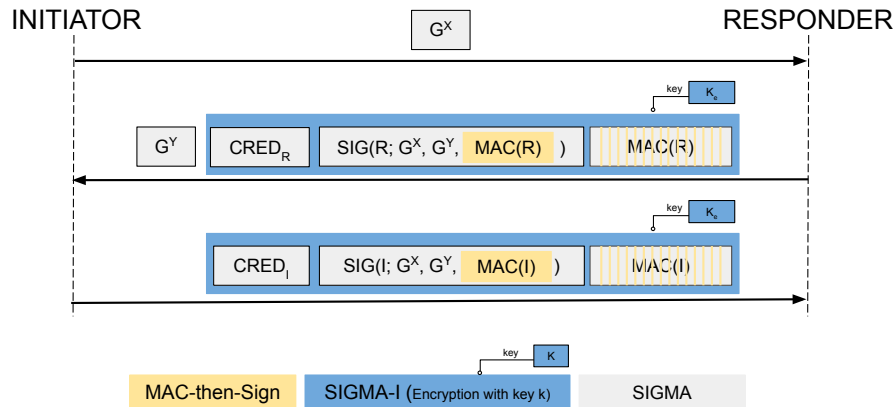 INITIATOR
RESPONDER
G^X
key
K_e
G^Y
CRED_R
SIG(R; G^X, G^Y, MAC(R) )
MAC(R)
key
K_e
CRED_I
SIG(I; G^X, G^Y, MAC(I) )
MAC(I)
key
K
MAC-then-Sign
SIGMA-I (Encryption with key k)
SIGMA